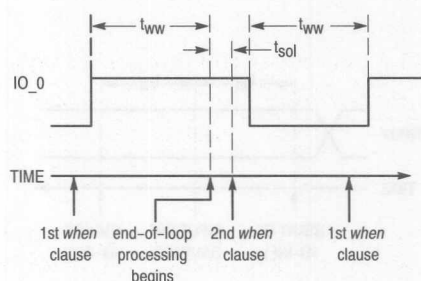 tWW tWW
tsol
IO_0
TIME
1st when end-of-loop 2nd when 1st when
clause processing clause clause
begins